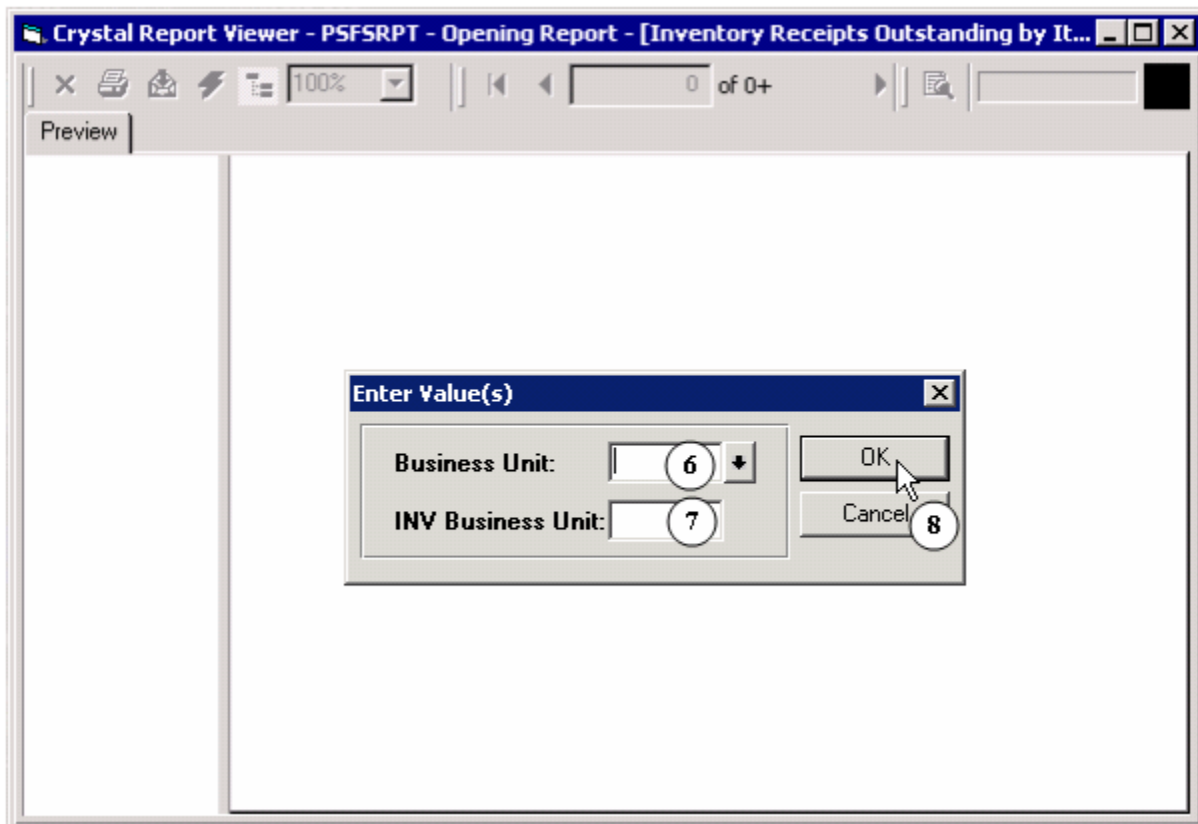 Crystal Report Viewer - PSFSRPT - Opening Report - [Inventory Receipts Outstanding by It...
100% 0 of 0+
Preview
Enter Value(s)
Business Unit: 6 OK
INV Business Unit: 7 Cancel 8